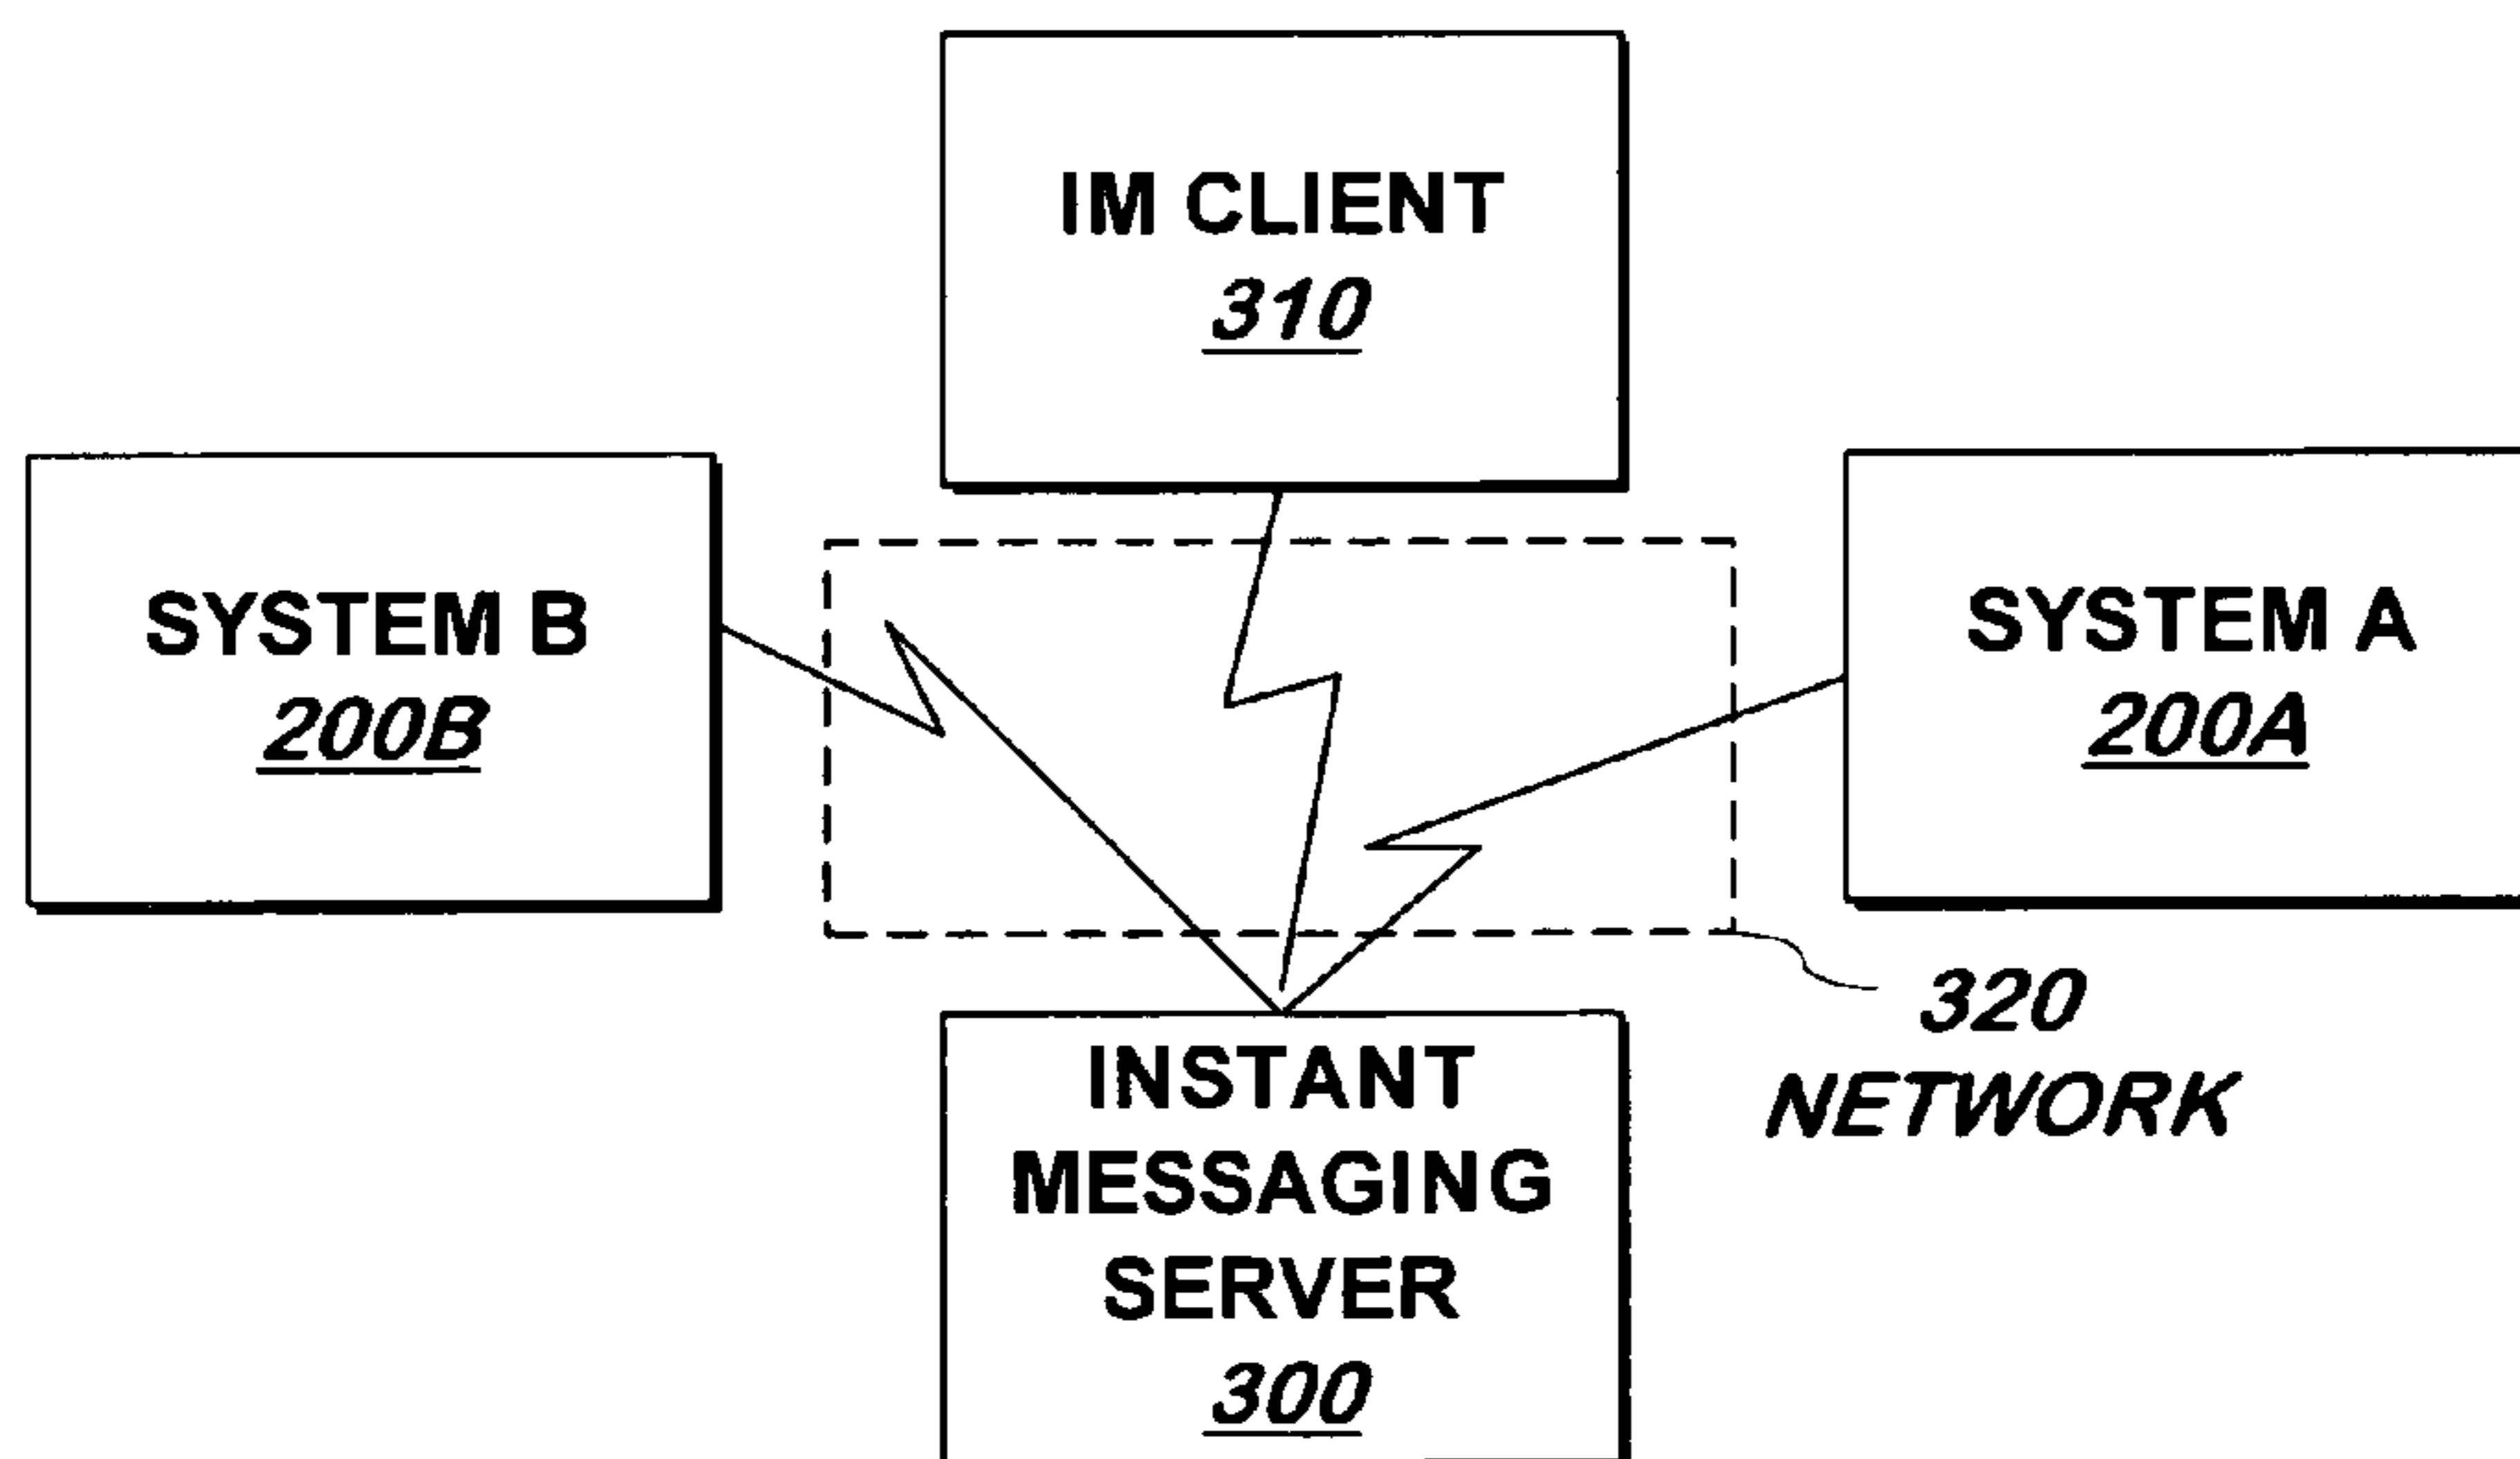 IM CLIENT
310
SYSTEM B
200B
SYSTEM A
200A
320
NETWORK
INSTANT
MESSAGING
SERVER
300